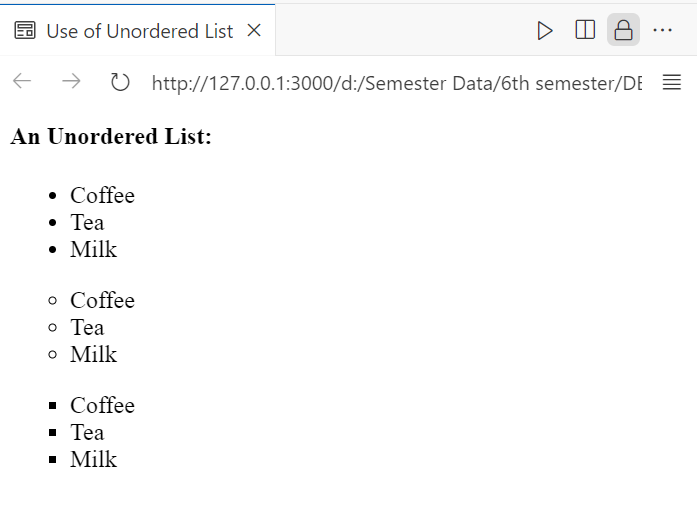 Use of Unordered List
http://127.0.0.1:3000/d:/Semester Data/6th semester/DE
An Unordered List:
Coffee
Tea
Milk
Coffee
Tea
Milk
Coffee
Tea
Milk